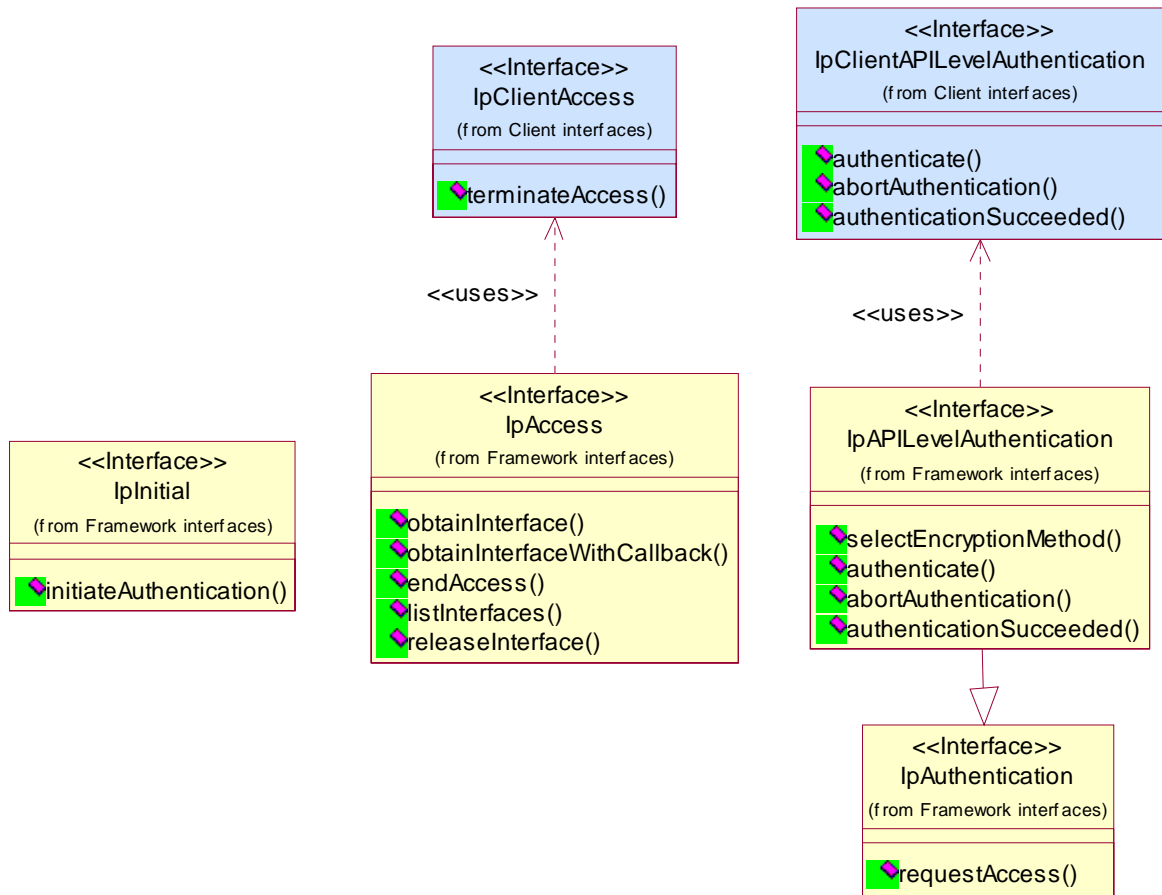 <<Interface>>
IpClientAccess
(from Client interfaces)
terminateAccess()
<<Interface>>
IpClientAPILevelAuthentication
(from Client interfaces)
authenticate()
abortAuthentication()
authenticationSucceeded()
<<uses>>
<<uses>>
<<Interface>>
IpInitial
(from Framework interfaces)
initiateAuthentication()
<<Interface>>
IpAccess
(from Framework interfaces)
obtainInterface()
obtainInterfaceWithCallback()
endAccess()
listInterfaces()
releaseInterface()
<<Interface>>
IpAPILevelAuthentication
(from Framework interfaces)
selectEncryptionMethod()
authenticate()
abortAuthentication()
authenticationSucceeded()
<<Interface>>
IpAuthentication
(from Framework interfaces)
requestAccess()